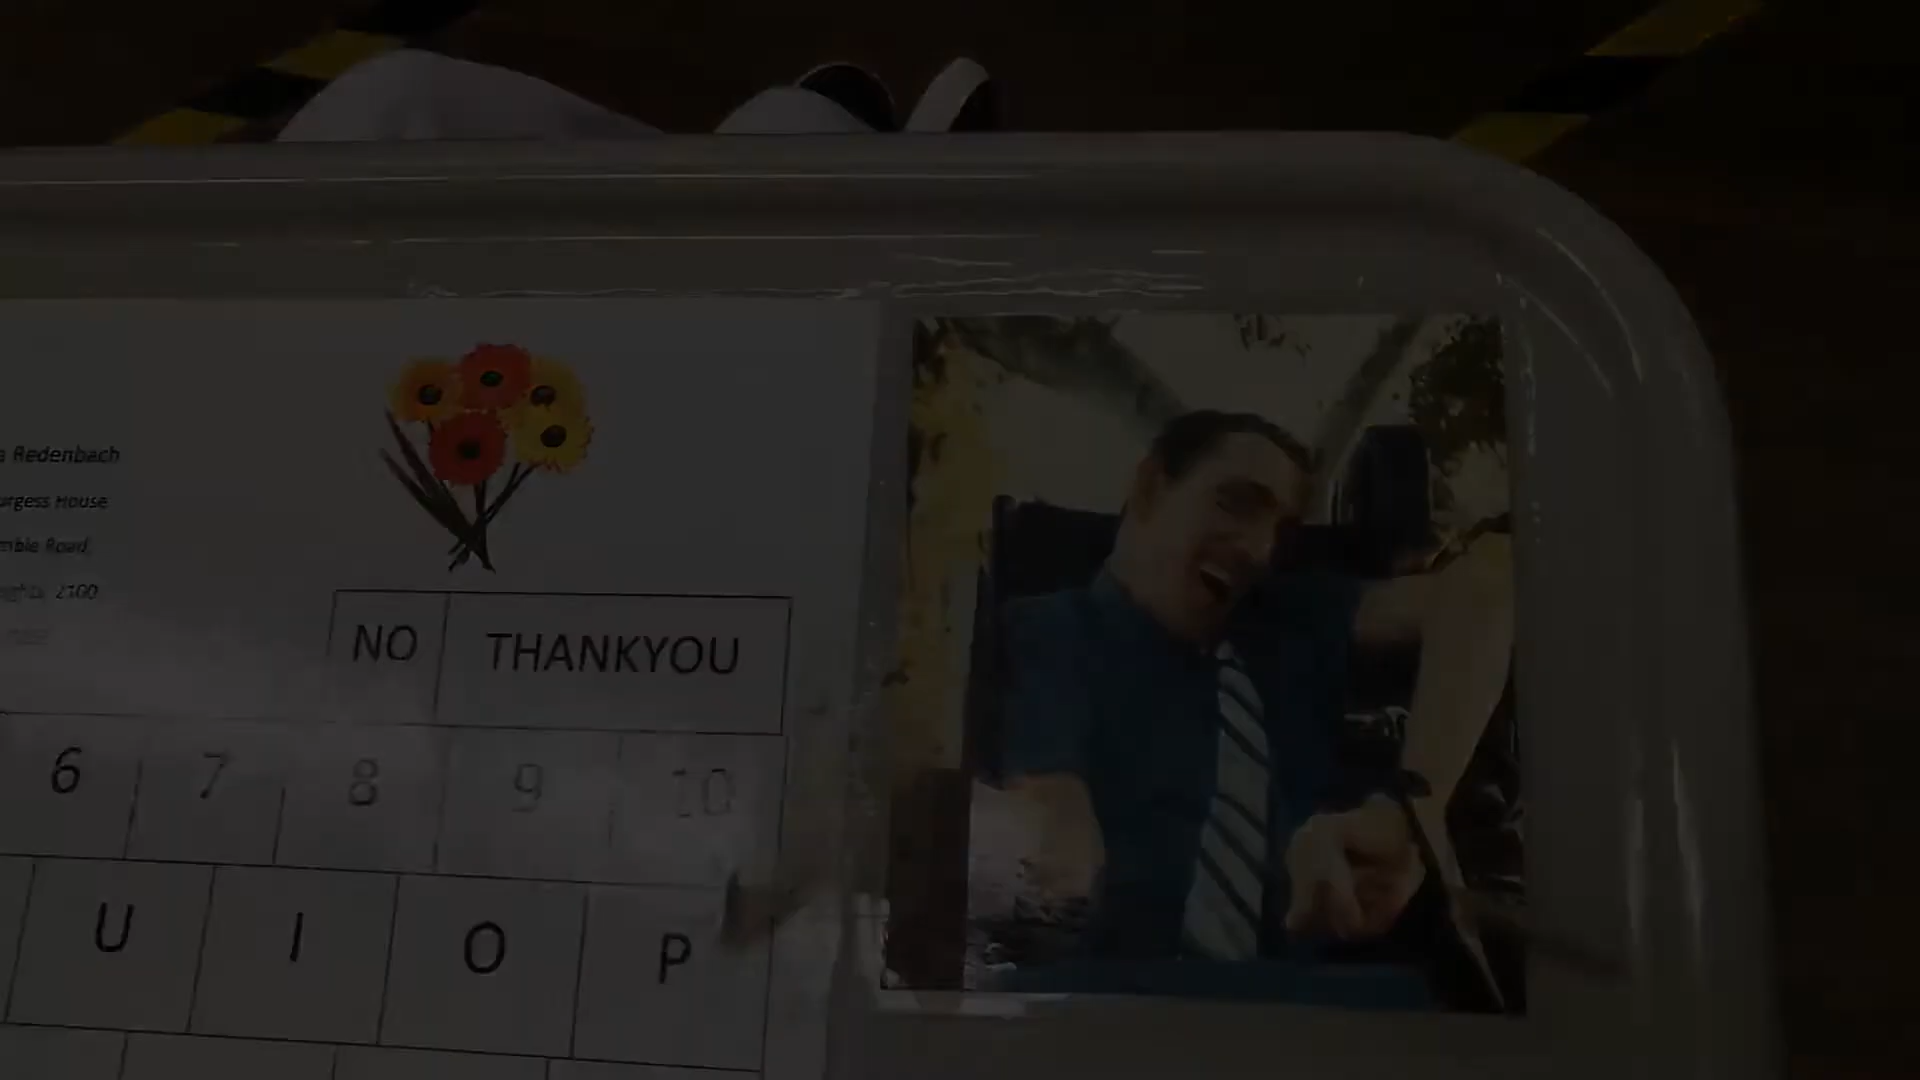 Redenbach
House
Road,
2100
NO THANKYOU
6 7 8 9 10
U I O P